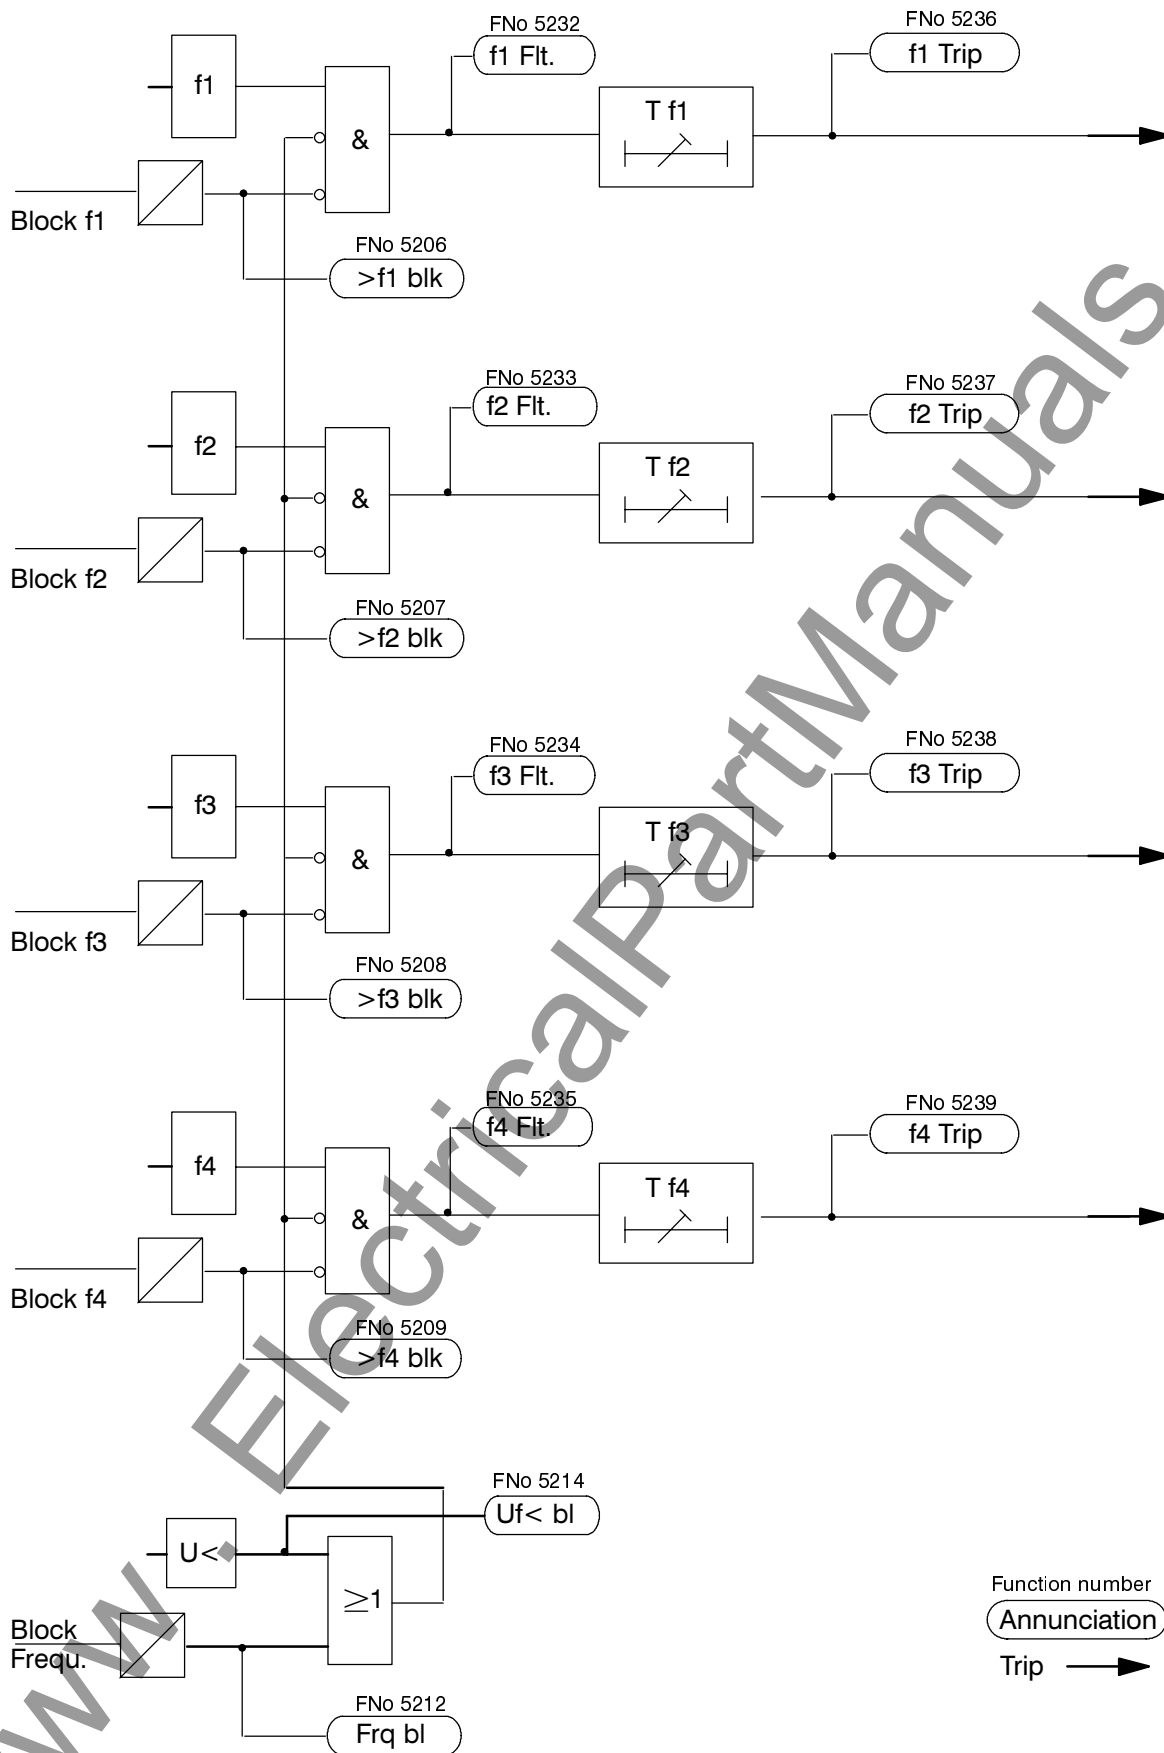 FNo 5232
f1 Flt.
FNo 5236
f1 Trip
f1
&
T f1
Block f1
FNo 5206
>f1 blk
FNo 5233
f2 Flt.
FNo 5237
f2 Trip
f2
&
T f2
Block f2
FNo 5207
>f2 blk
FNo 5234
f3 Flt.
FNo 5238
f3 Trip
f3
&
T f3
Block f3
FNo 5208
>f3 blk
FNo 5235
f4 Flt.
FNo 5239
f4 Trip
f4
&
T f4
Block f4
FNo 5209
>f4 blk
FNo 5214
Uf< bl
U<
≥1
Block
Frequ.
FNo 5212
Frq bl
Function number
Annunciation
Trip
ww . ElectricalPartManuals